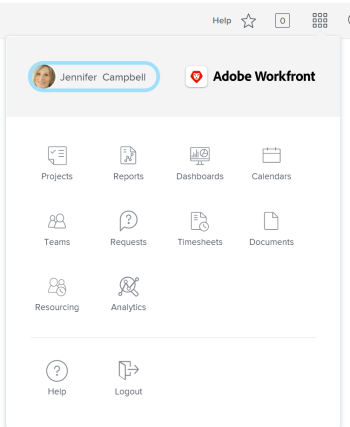 Help 0
Jennifer Campbell Adobe Workfront
Projects Reports Dashboards Calendars
Teams Requests Timesheets Documents
Resourcing Analytics
Help Logout